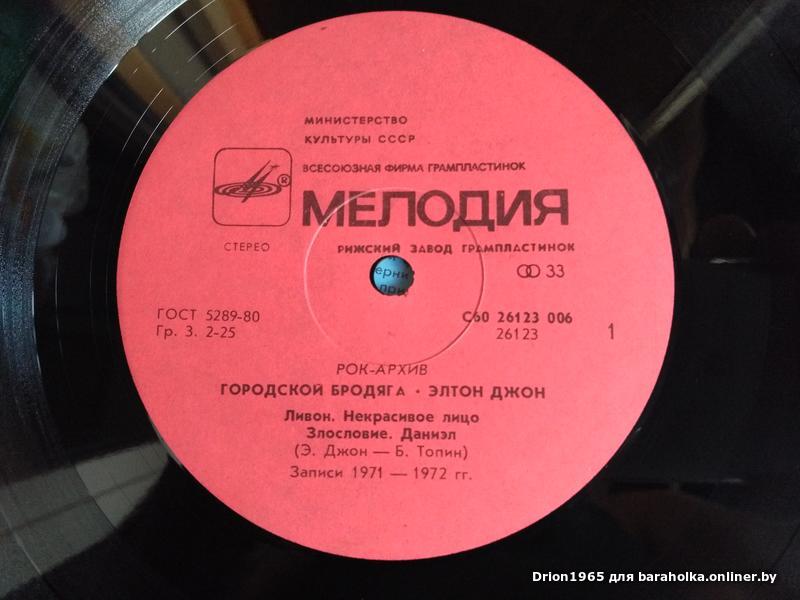 МИНИСТЕРСТВО
КУЛЬТУРЫ СССР
ВСЕСОЮЗНАЯ ФИРМА ГРАМПЛАСТИНОК
®
МЕЛОДИЯ
СТЕРЕО
РИЖСКИЙ ЗАВОД ГРАМПЛАСТИНОК
33
ГОСТ 5289-80
Гр. 3. 2-25
С60 26123 006
26123
1
РОК-АРХИВ
ГОРОДСКОЙ БРОДЯГА · ЭЛТОН ДЖОН
Ливон. Некрасивое лицо
Злословие. Даниэл
(Э. Джон — Б. Топин)
Записи 1971 — 1972 гг.
Drion1965 для baraholka.onliner.by